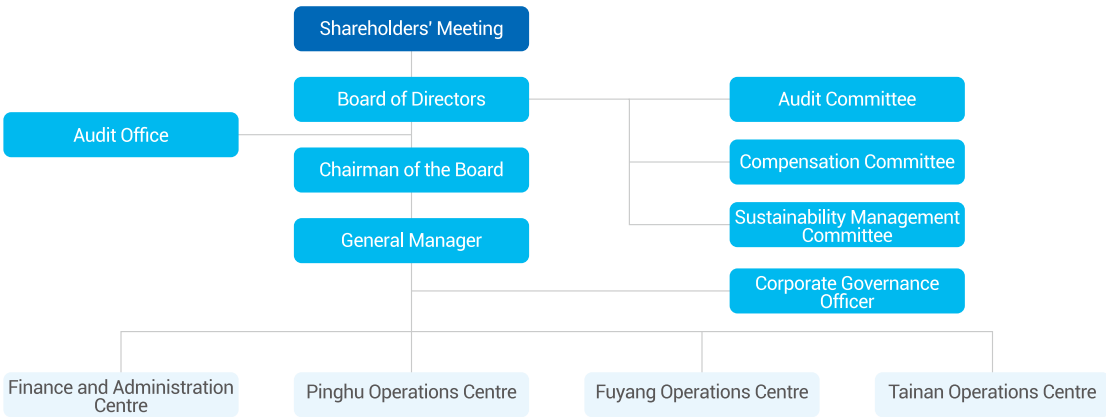 Shareholders' Meeting
Board of Directors
Audit Committee
Audit Office
Chairman of the Board
Compensation Committee
General Manager
Sustainability Management
Committee
Corporate Governance
Officer
Finance and Administration
Centre
Pinghu Operations Centre
Fuyang Operations Centre
Tainan Operations Centre